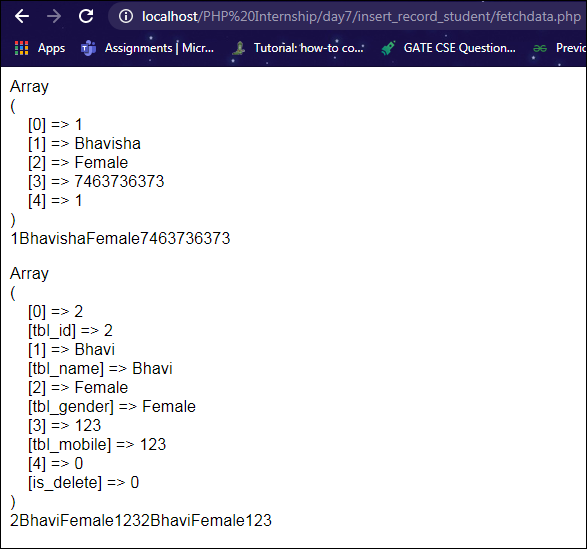 localhost/PHP%20Internship/day7/insert_record_student/fetchdata.php
Apps Assignments | Micr... Tutorial: how-to co... GATE CSE Question... GG Previo
Array
(
[0] => 1
[1] => Bhavisha
[2] => Female
[3] => 7463736373
[4] => 1
)
1BhavishaFemale7463736373
Array
(
[0] => 2
[tbl_id] => 2
[1] => Bhavi
[tbl_name] => Bhavi
[2] => Female
[tbl_gender] => Female
[3] => 123
[tbl_mobile] => 123
[4] => 0
[is_delete] => 0
)
2BhaviFemale1232BhaviFemale123